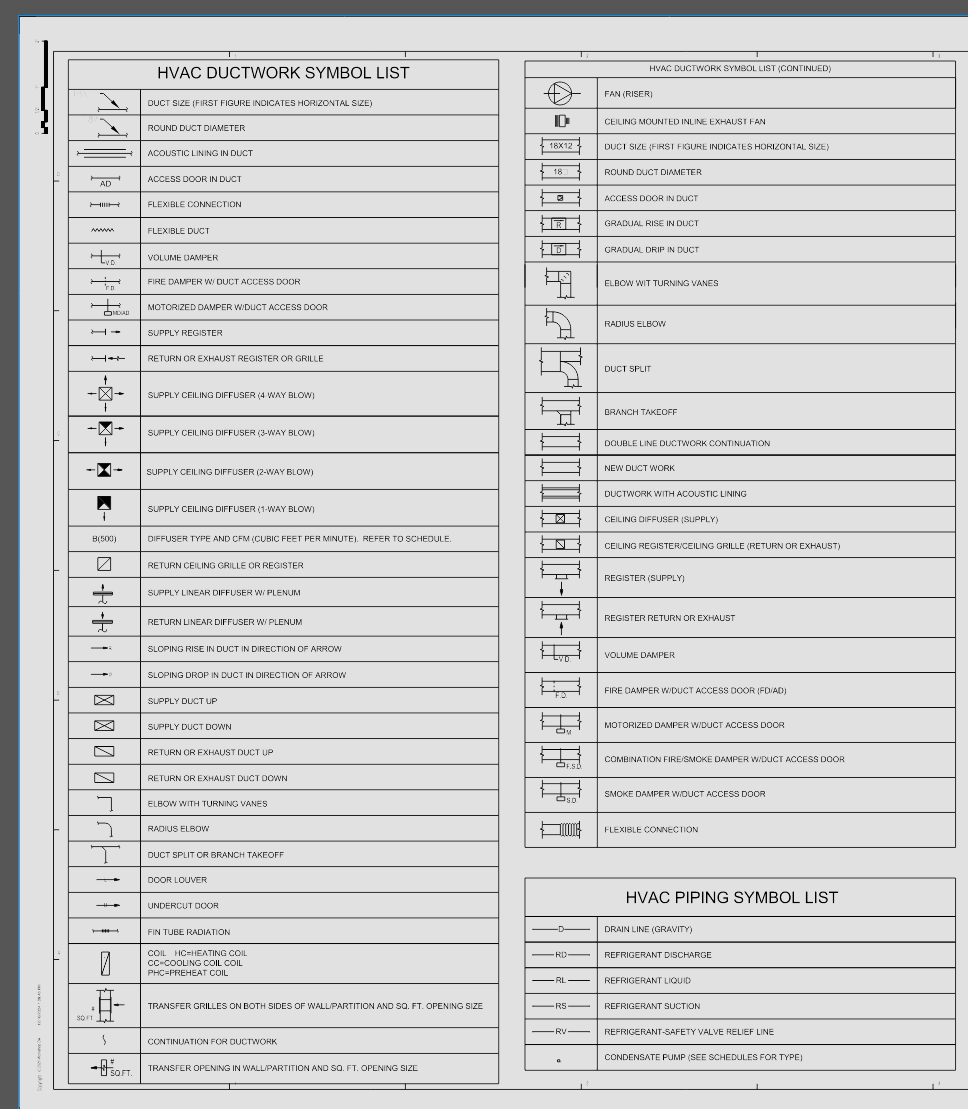 HVAC DUCTWORK SYMBOL LIST
DUCT SIZE (FIRST FIGURE INDICATES HORIZONTAL SIZE)
ROUND DUCT DIAMETER
ACOUSTIC LINING IN DUCT
AD ACCESS DOOR IN DUCT
FLEXIBLE CONNECTION
FLEXIBLE DUCT
V.D. VOLUME DAMPER
F.D. FIRE DAMPER W/ DUCT ACCESS DOOR
MD/AD MOTORIZED DAMPER W/DUCT ACCESS DOOR
SUPPLY REGISTER
RETURN OR EXHAUST REGISTER OR GRILLE
SUPPLY CEILING DIFFUSER (4-WAY BLOW)
SUPPLY CEILING DIFFUSER (3-WAY BLOW)
SUPPLY CEILING DIFFUSER (2-WAY BLOW)
SUPPLY CEILING DIFFUSER (1-WAY BLOW)
B(500) DIFFUSER TYPE AND CFM (CUBIC FEET PER MINUTE). REFER TO SCHEDULE.
RETURN CEILING GRILLE OR REGISTER
SUPPLY LINEAR DIFFUSER W/ PLENUM
RETURN LINEAR DIFFUSER W/ PLENUM
SLOPING RISE IN DUCT IN DIRECTION OF ARROW
SLOPING DROP IN DUCT IN DIRECTION OF ARROW
SUPPLY DUCT UP
SUPPLY DUCT DOWN
RETURN OR EXHAUST DUCT UP
RETURN OR EXHAUST DUCT DOWN
ELBOW WITH TURNING VANES
RADIUS ELBOW
DUCT SPLIT OR BRANCH TAKEOFF
DOOR LOUVER
UNDERCUT DOOR
FIN TUBE RADIATION
COIL HC=HEATING COIL
CC=COOLING COIL COIL
PHC=PREHEAT COIL
# SQ.FT. TRANSFER GRILLES ON BOTH SIDES OF WALL/PARTITION AND SQ. FT. OPENING SIZE
CONTINUATION FOR DUCTWORK
# SQ.FT. TRANSFER OPENING IN WALL/PARTITION AND SQ. FT. OPENING SIZE
HVAC DUCTWORK SYMBOL LIST (CONTINUED)
FAN (RISER)
CEILING MOUNTED INLINE EXHAUST FAN
18X12 DUCT SIZE (FIRST FIGURE INDICATES HORIZONTAL SIZE)
18 ROUND DUCT DIAMETER
ACCESS DOOR IN DUCT
R GRADUAL RISE IN DUCT
D GRADUAL DRIP IN DUCT
ELBOW WIT TURNING VANES
RADIUS ELBOW
DUCT SPLIT
BRANCH TAKEOFF
DOUBLE LINE DUCTWORK CONTINUATION
NEW DUCT WORK
DUCTWORK WITH ACOUSTIC LINING
CEILING DIFFUSER (SUPPLY)
CEILING REGISTER/CEILING GRILLE (RETURN OR EXHAUST)
REGISTER (SUPPLY)
REGISTER RETURN OR EXHAUST
V.D. VOLUME DAMPER
F.D. FIRE DAMPER W/DUCT ACCESS DOOR (FD/AD)
M MOTORIZED DAMPER W/DUCT ACCESS DOOR
F.S.D. COMBINATION FIRE/SMOKE DAMPER W/DUCT ACCESS DOOR
S.D. SMOKE DAMPER W/DUCT ACCESS DOOR
FLEXIBLE CONNECTION
HVAC PIPING SYMBOL LIST
D DRAIN LINE (GRAVITY)
RD REFRIGERANT DISCHARGE
RL REFRIGERANT LIQUID
RS REFRIGERANT SUCTION
RV REFRIGERANT-SAFETY VALVE RELIEF LINE
CONDENSATE PUMP (SEE SCHEDULES FOR TYPE)